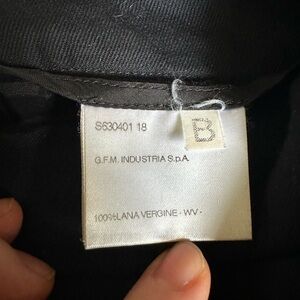 S630401 18
B
G.F.M. INDUSTRIA S.p.A.
100%LANA VERGINE - WV -